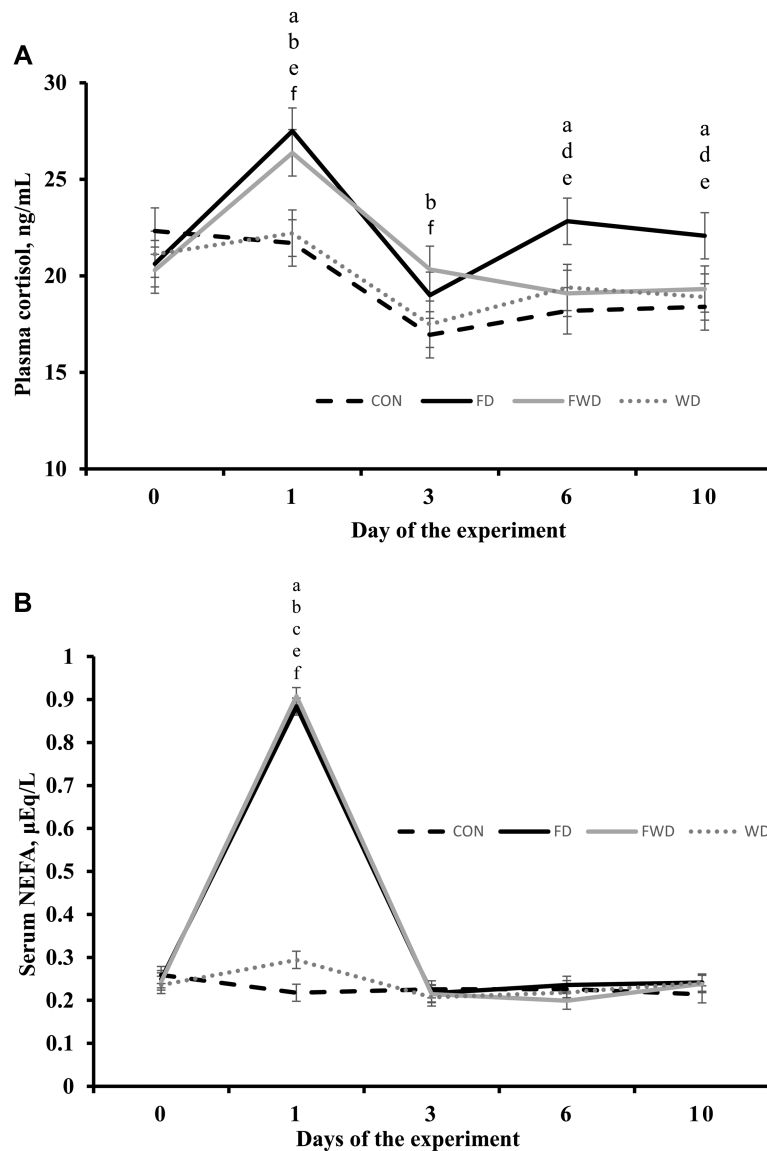 A
a
b
e
f
b
f
a
d
e
a
d
e
30
25
20
15
10
Plasma cortisol, ng/mL
CON FD FWD WD
0 1 3 6 10
Day of the experiment
B
a
b
c
e
f
1
0.9
0.8
0.7
0.6
0.5
0.4
0.3
0.2
0.1
0
Serum NEFA, µEq/L
CON FD FWD WD
0 1 3 6 10
Days of the experiment